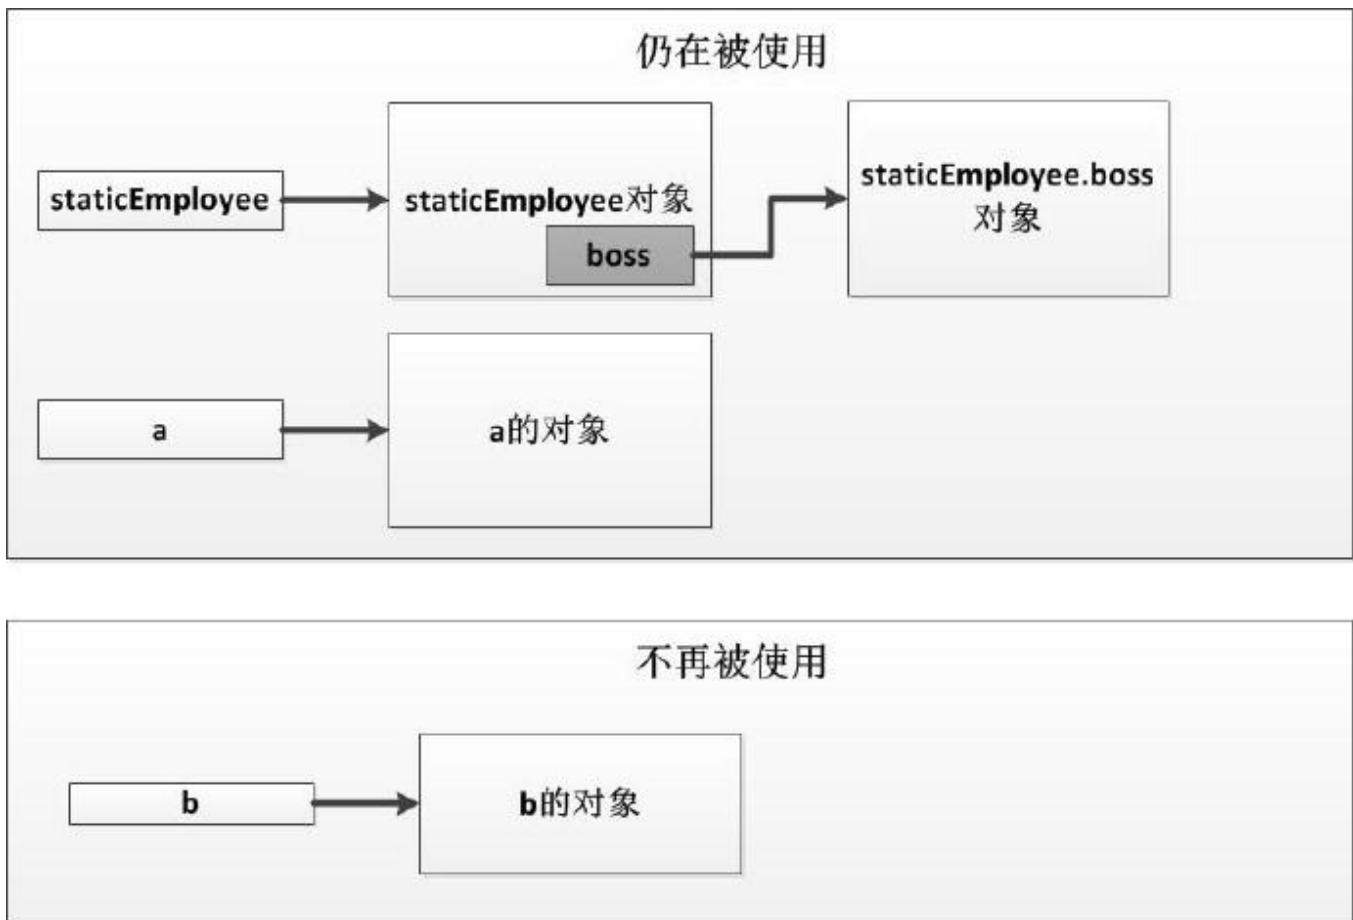 仍在被使用
staticEmployee
staticEmployee对象
boss
staticEmployee.boss
对象
a
a的对象
不再被使用
b
b的对象